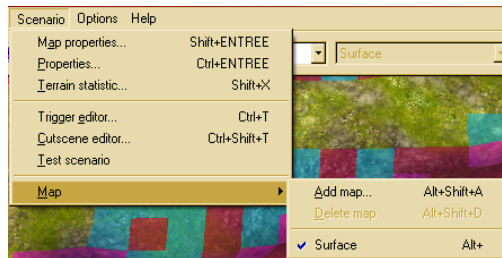 Scenario Options Help
Map properties... Shift+ENTREE
Properties... Ctrl+ENTREE
Surface
Terrain statistic... Shift+X
Trigger editor... Ctrl+T
Cutscene editor... Ctrl+Shift+T
Test scenario
Map
Add map... Alt+Shift+A
Delete map Alt+Shift+D
Surface Alt+